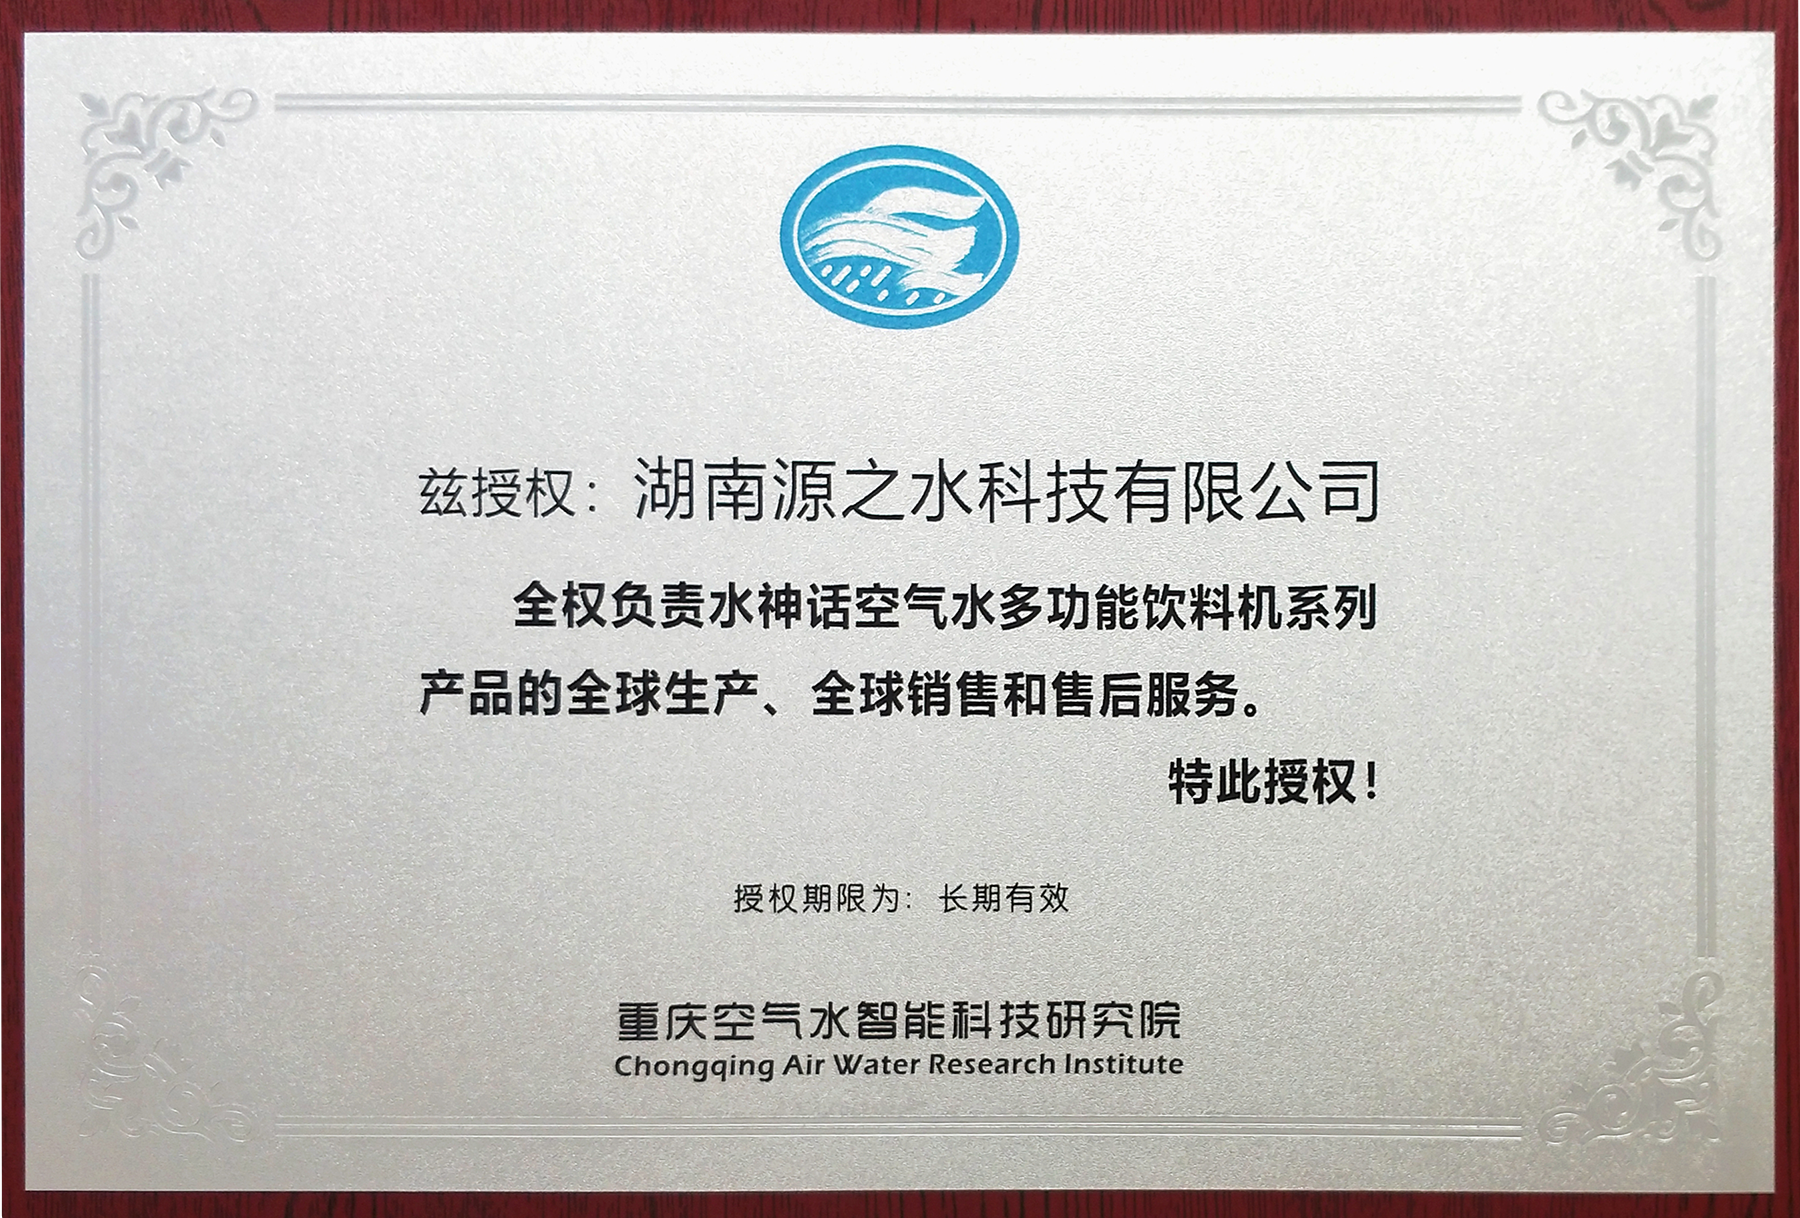 兹授权：湖南源之水科技有限公司
全权负责水神话空气水多功能饮料机系列
产品的全球生产、全球销售和售后服务。
特此授权！
授权期限为：长期有效
重庆空气水智能科技研究院
Chongqing Air Water Research Institute